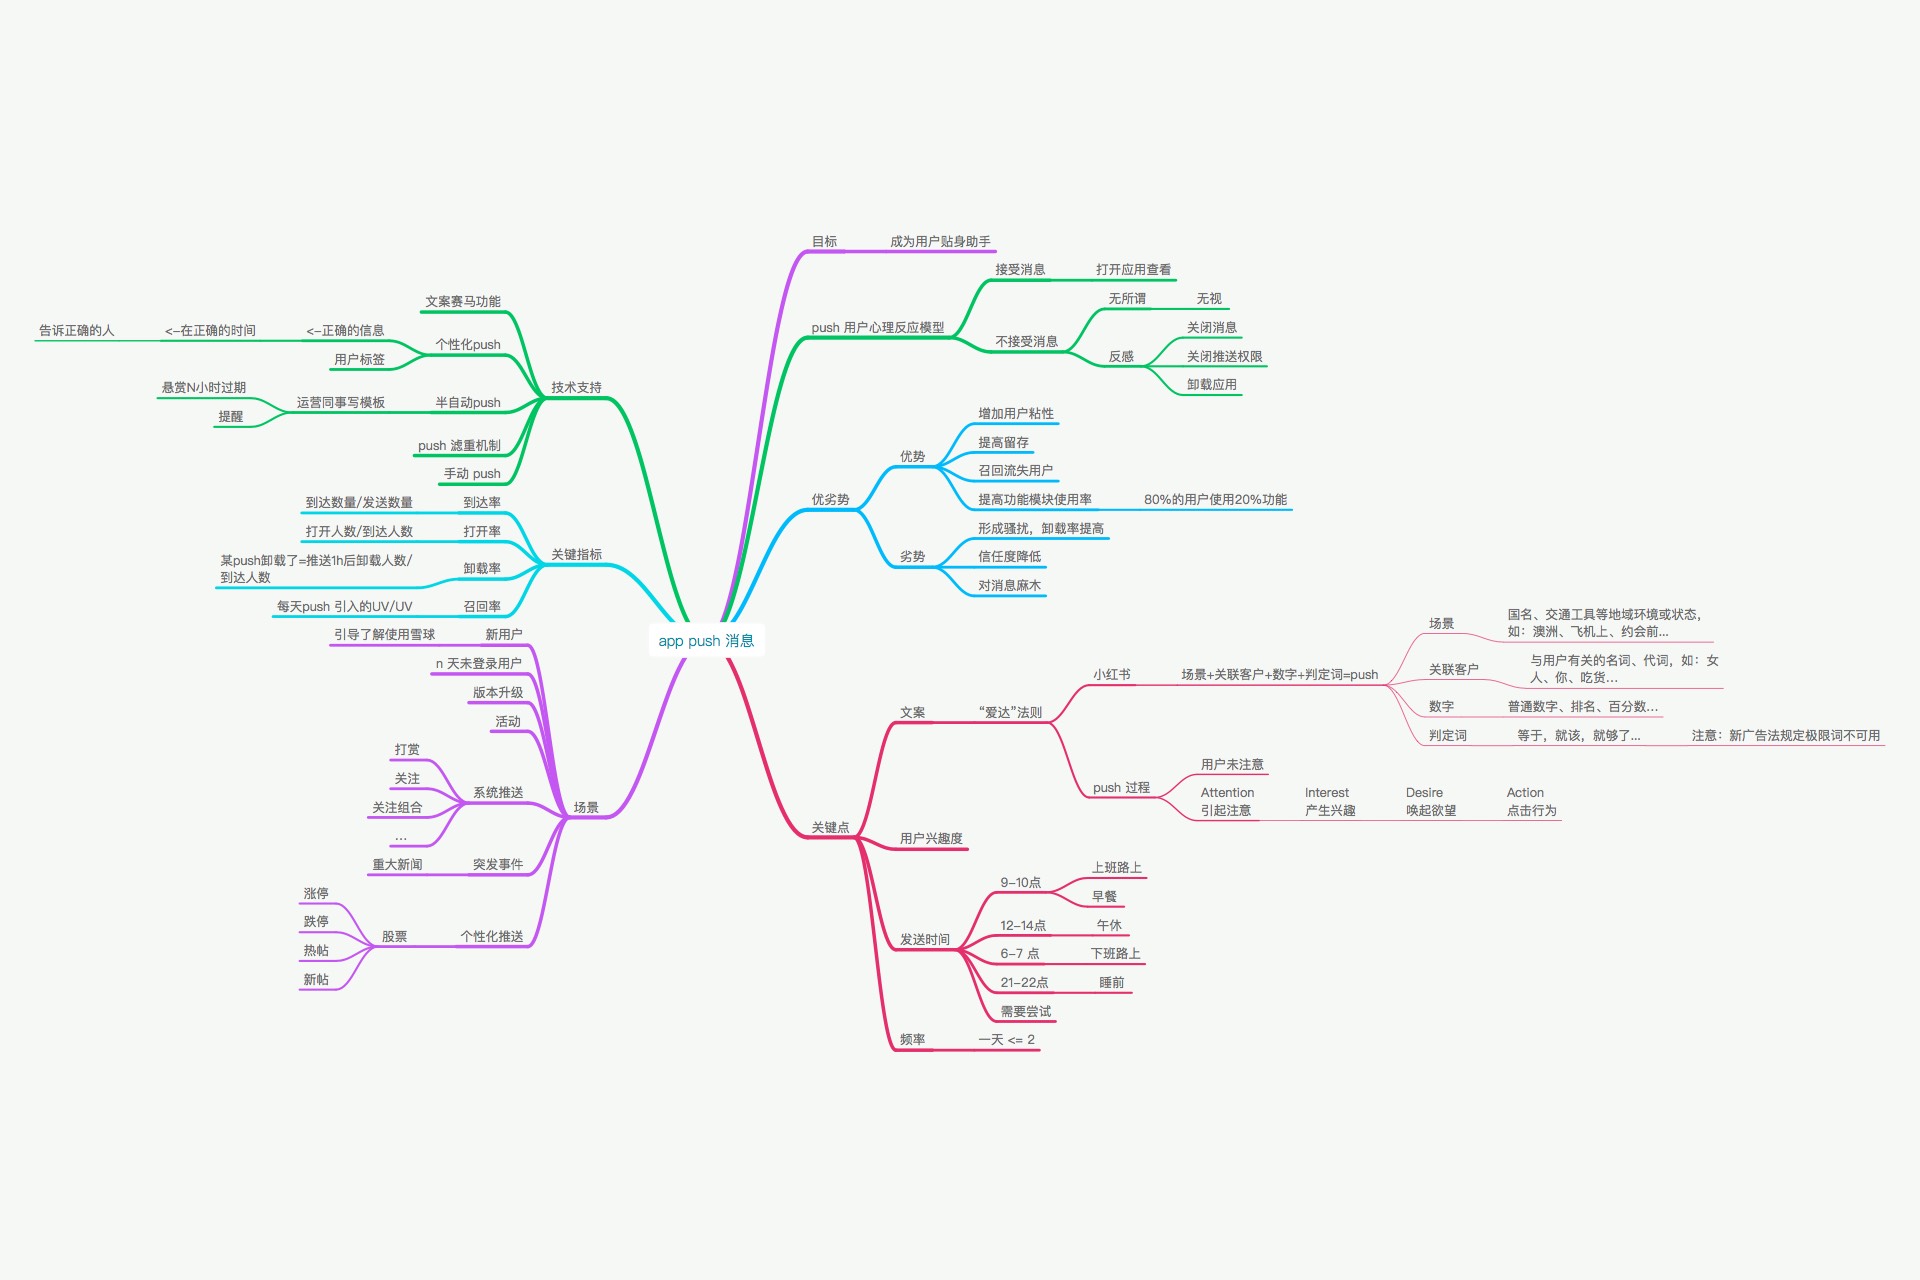 app push 消息
目标
成为用户贴身助手
push 用户心理反应模型
接受消息
打开应用查看
不接受消息
无所谓
无视
反感
关闭消息
关闭推送权限
卸载应用
优劣势
优势
增加用户粘性
提高留存
召回流失用户
提高功能模块使用率
80%的用户使用20%功能
劣势
形成骚扰，卸载率提高
信任度降低
对消息麻木
关键点
文案
“爱达”法则
小红书
场景+关联客户+数字+判定词=push
场景
国名、交通工具等地域环境或状态，
如：澳洲、飞机上、约会前...
关联客户
与用户有关的名词、代词，如：女
人、你、吃货...
数字
普通数字、排名、百分数...
判定词
等于，就该，就够了...
注意：新广告法规定极限词不可用
push 过程
用户未注意
Attention
引起注意
Interest
产生兴趣
Desire
唤起欲望
Action
点击行为
用户兴趣度
发送时间
9-10点
上班路上
早餐
12-14点
午休
6-7 点
下班路上
21-22点
睡前
需要尝试
频率
一天 <= 2
技术支持
文案赛马功能
个性化push
<-正确的信息
<-在正确的时间
告诉正确的人
用户标签
半自动push
运营同事写模板
悬赏N小时过期
提醒
push 滤重机制
手动 push
关键指标
到达率
到达数量/发送数量
打开率
打开人数/到达人数
卸载率
某push卸载了=推送1h后卸载人数/
到达人数
召回率
每天push 引入的UV/UV
场景
新用户
引导了解使用雪球
n 天未登录用户
版本升级
活动
系统推送
打赏
关注
关注组合
...
突发事件
重大新闻
个性化推送
股票
涨停
跌停
热帖
新帖